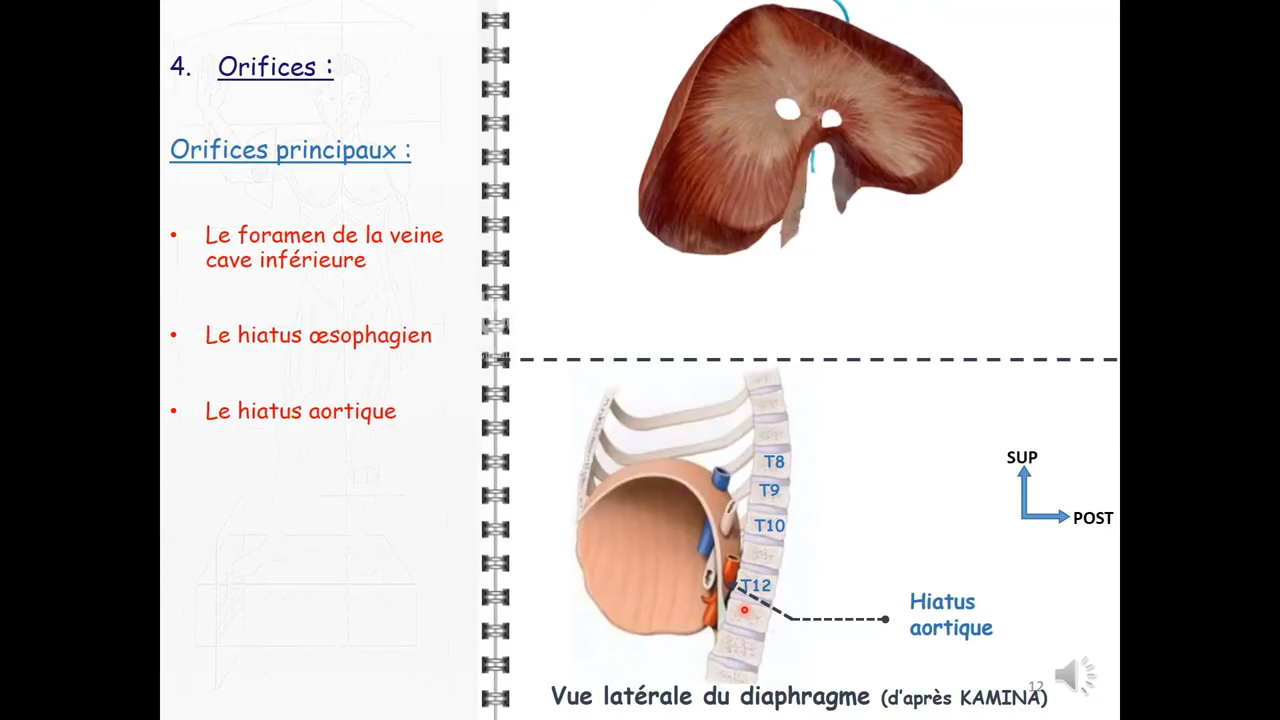 4. Orifices :
Orifices principaux :
• Le foramen de la veine
cave inférieure
• Le hiatus œsophagien
• Le hiatus aortique
T8
T9
T10
T12
SUP
POST
Hiatus
aortique
12
Vue latérale du diaphragme (d'après KAMINA)